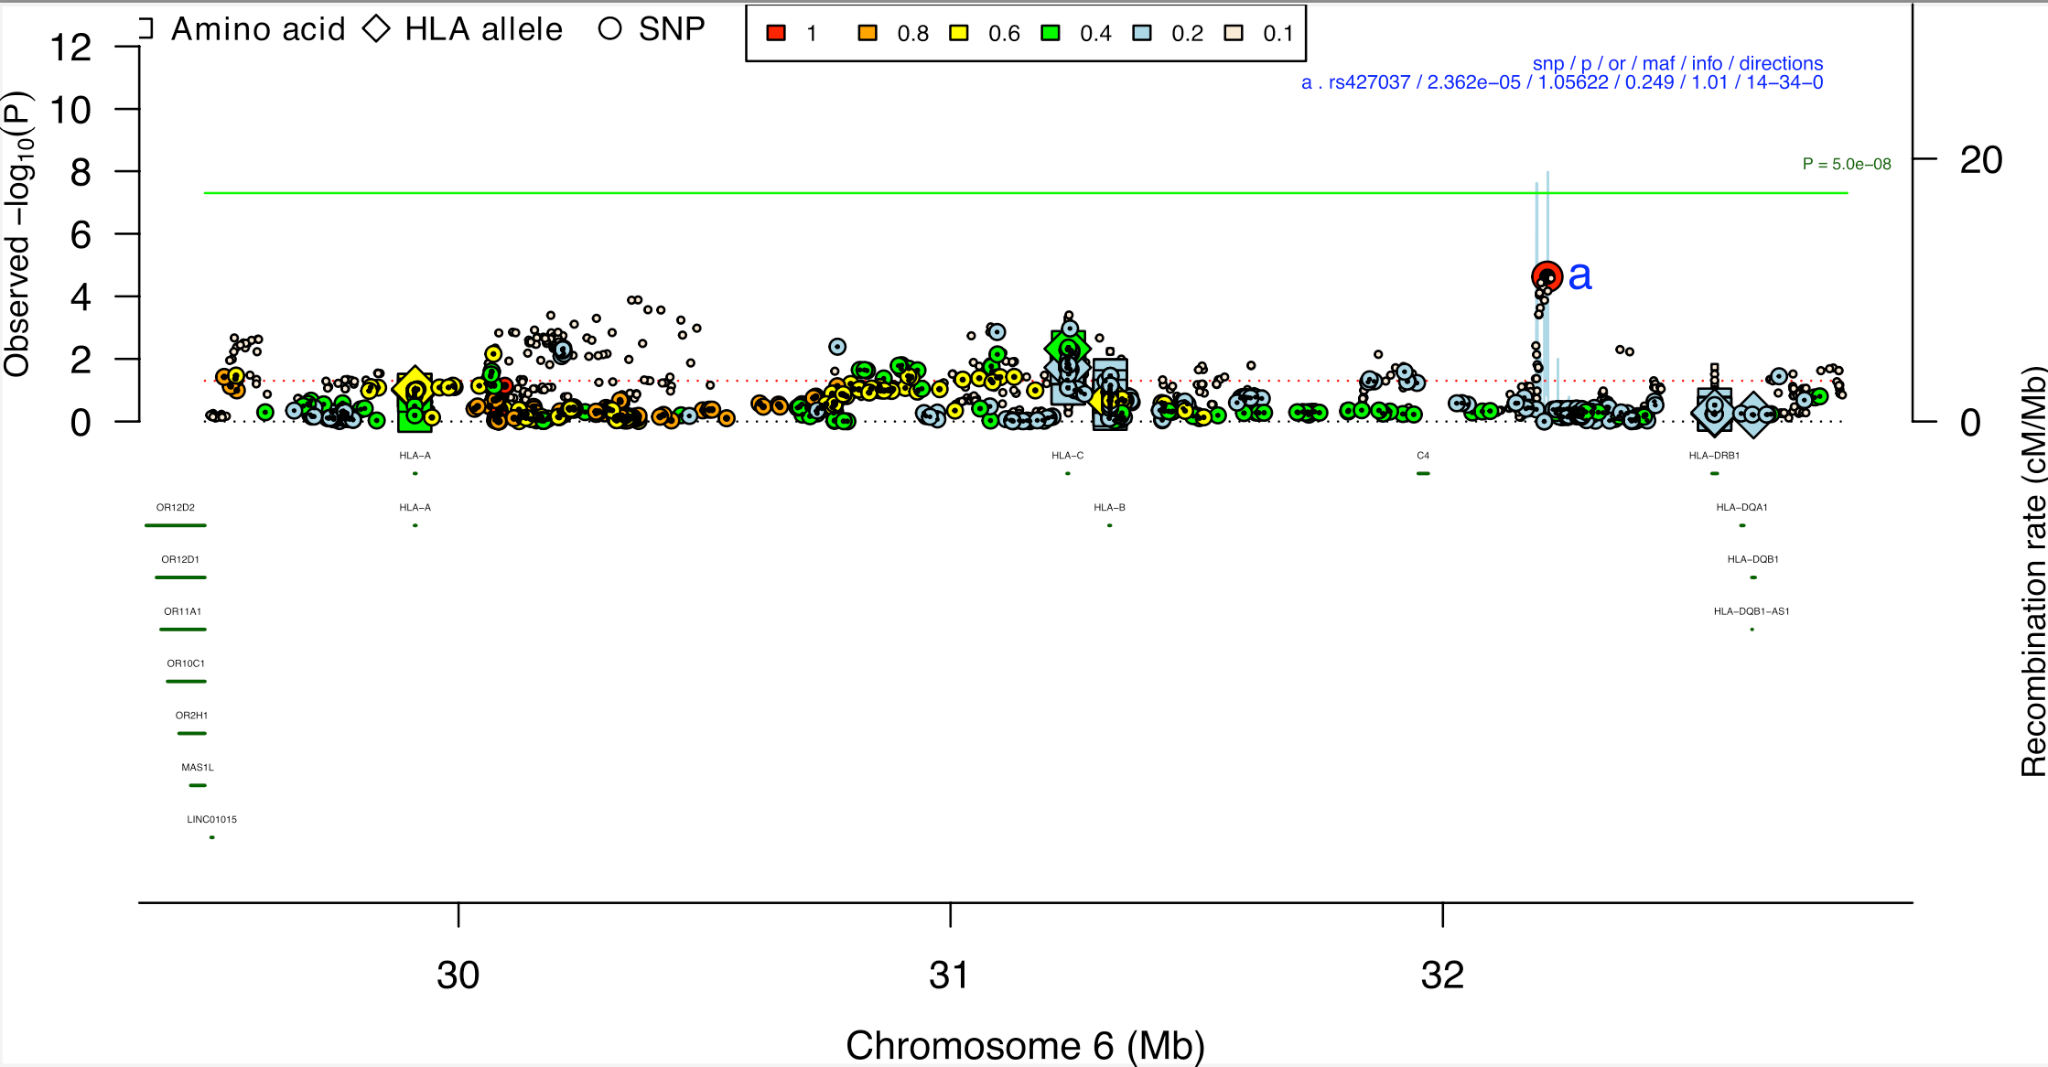 Amino acid HLA allele SNP
1 0.8 0.6 0.4 0.2 0.1
snp / p / or / maf / info / directions
a . rs427037 / 2.362e−05 / 1.05622 / 0.249 / 1.01 / 14−34−0
P = 5.0e−08
a
Observed −log10(P)
12
10
8
6
4
2
0
20
0
Recombination rate (cM/Mb)
HLA−A HLA−C C4 HLA−DRB1
OR12D2 HLA−A HLA−B HLA−DQA1
OR12D1 HLA−DQB1
OR11A1 HLA−DQB1−AS1
OR10C1
OR2H1
MAS1L
LINC01015
30 31 32
Chromosome 6 (Mb)